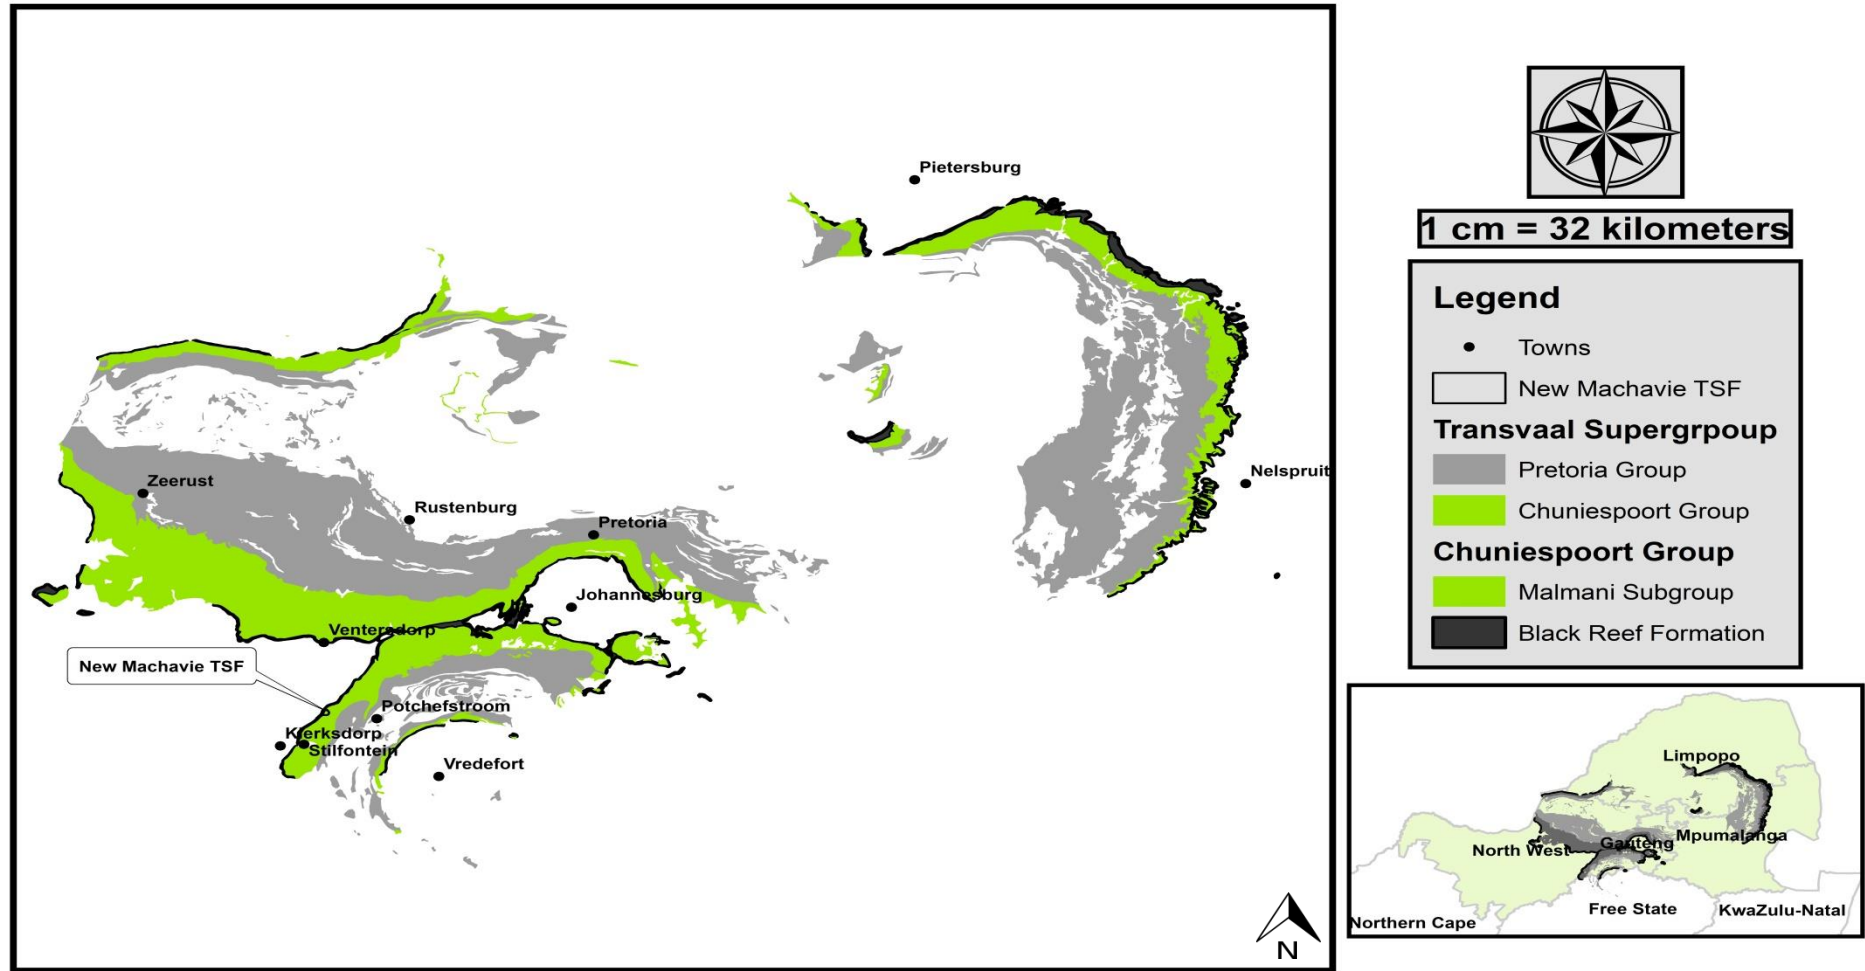 Pietersburg
Nelspruit
Zeerust
Rustenburg
Pretoria
Johannesburg
Ventersdorp
New Machavie TSF
Potchefstroom
Klerksdorp
Stilfontein
Vredefort
N
1 cm = 32 kilometers
Legend
Towns
New Machavie TSF
Transvaal Supergrpoup
Pretoria Group
Chuniespoort Group
Chuniespoort Group
Malmani Subgroup
Black Reef Formation
Limpopo
Mpumalanga
Gauteng
North West
Free State
KwaZulu-Natal
Northern Cape